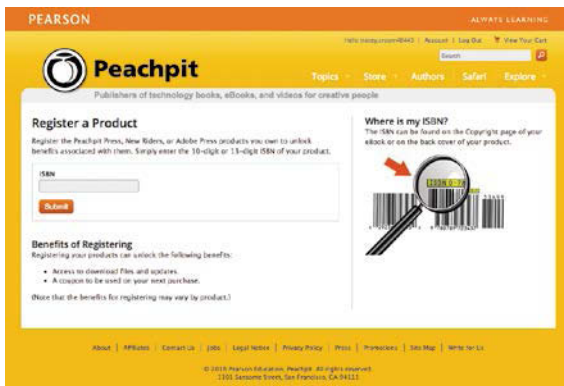 PEARSON
ALWAYS LEARNING
Account | Log Out View Your Cart
Search
Peachpit
Topics Store Authors Safari Explore
Publishers of technology books, eBooks, and videos for creative people
Register a Product
Register the Peachpit Press, New Riders, or Adobe Press products you own to unlock
benefits associated with them. Simply enter the 10-digit or 13-digit ISBN of your product.
ISBN
Submit
Benefits of Registering
Registering your products can unlock the following benefits:
• Access to download files and updates.
• A coupon to be used on your next purchase.
(Note that the benefits for registering may vary by product.)
Where is my ISBN?
The ISBN can be found on the Copyright page of your
eBook or on the back cover of your product.
About | Affiliates | Contact Us | Jobs | Legal Notice | Privacy Policy | Press | Promotions | Site Map | Write for Us
Pearson Education, Peachpit. All rights reserved.
1301 Sansome Street, San Francisco, CA 94111